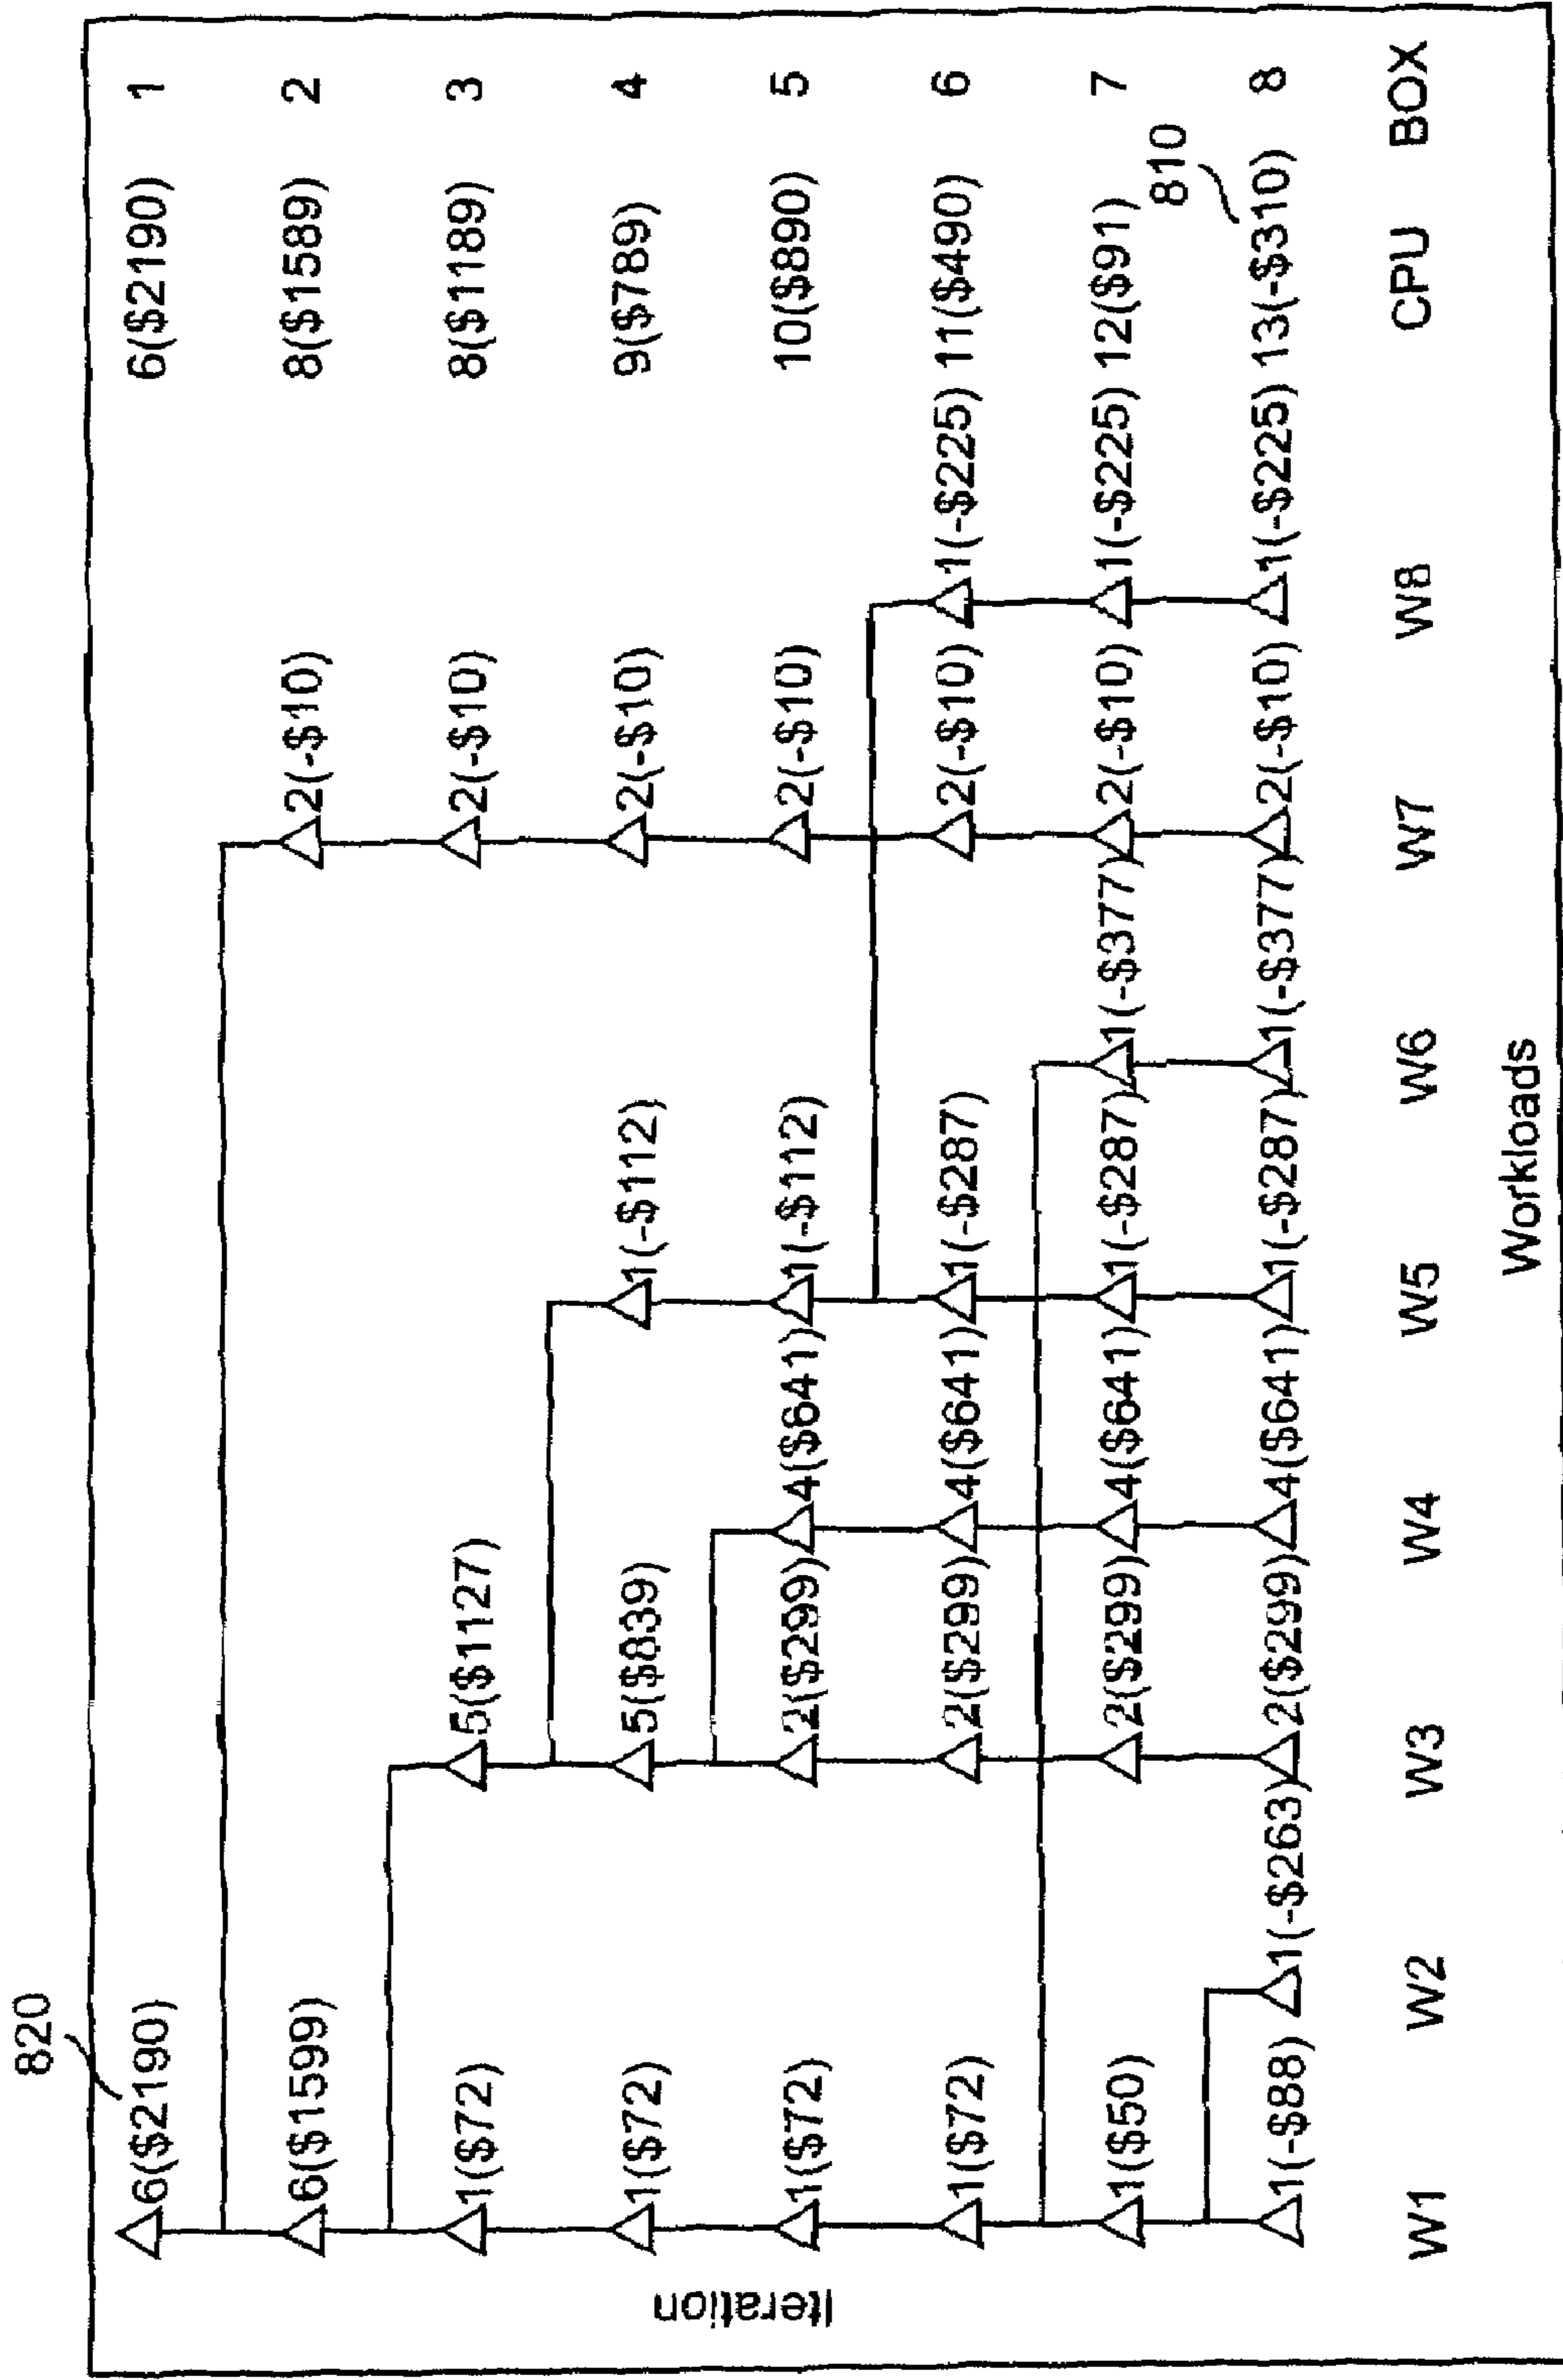 820
6($2190) 6($2190) 1
6($1599) 2(-$10) 8($1589) 2
1($72) 5($1127) 2(-$10) 8($1189) 3
1($72) 5($839) 1(-$112) 2(-$10) 9($789) 4
1($72) 2($299) 4($641) 1(-$112) 2(-$10) 10($890) 5
1($72) 2($299) 4($641) 1(-$287) 2(-$10) 1(-$225) 11($490) 6
1($50) 2($299) 4($641) 1(-$287) 1(-$377) 2(-$10) 1(-$225) 12($91) 7
810
1(-$88) 1(-$263) 2($299) 4($641) 1(-$287) 1(-$377) 2(-$10) 1(-$225) 13(-$310) 8
W1 W2 W3 W4 W5 W6 W7 W8 CPU BOX
Workloads
Iteration